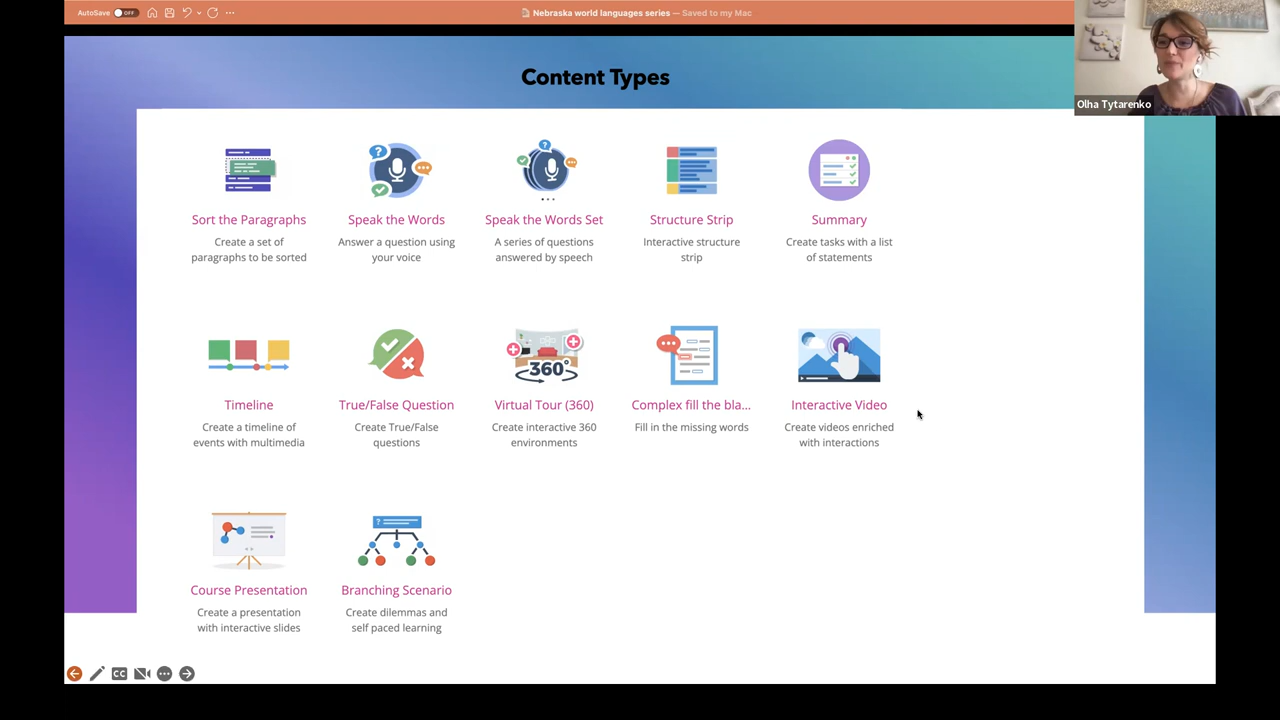 AutoSave OFF
Nebraska world languages series — Saved to my Mac
Olha Tytarenko
Content Types
Sort the Paragraphs
Create a set of
paragraphs to be sorted
Speak the Words
Answer a question using
your voice
Speak the Words Set
A series of questions
answered by speech
Structure Strip
Interactive structure
strip
Summary
Create tasks with a list
of statements
Timeline
Create a timeline of
events with multimedia
True/False Question
Create True/False
questions
360°
Virtual Tour (360)
Create interactive 360
environments
Complex fill the bla...
Fill in the missing words
Interactive Video
Create videos enriched
with interactions
Course Presentation
Create a presentation
with interactive slides
?
Branching Scenario
Create dilemmas and
self paced learning
CC